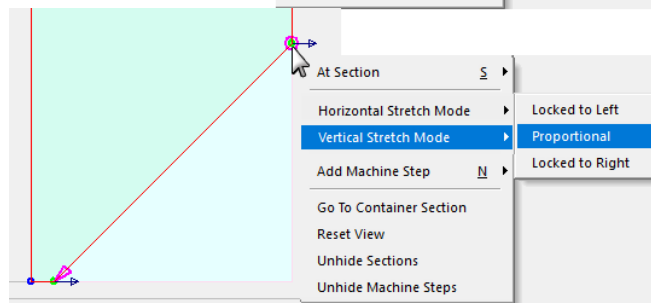 At Section S
Horizontal Stretch Mode
Vertical Stretch Mode
Add Machine Step N
Go To Container Section
Reset View
Unhide Sections
Unhide Machine Steps
Locked to Left
Proportional
Locked to Right